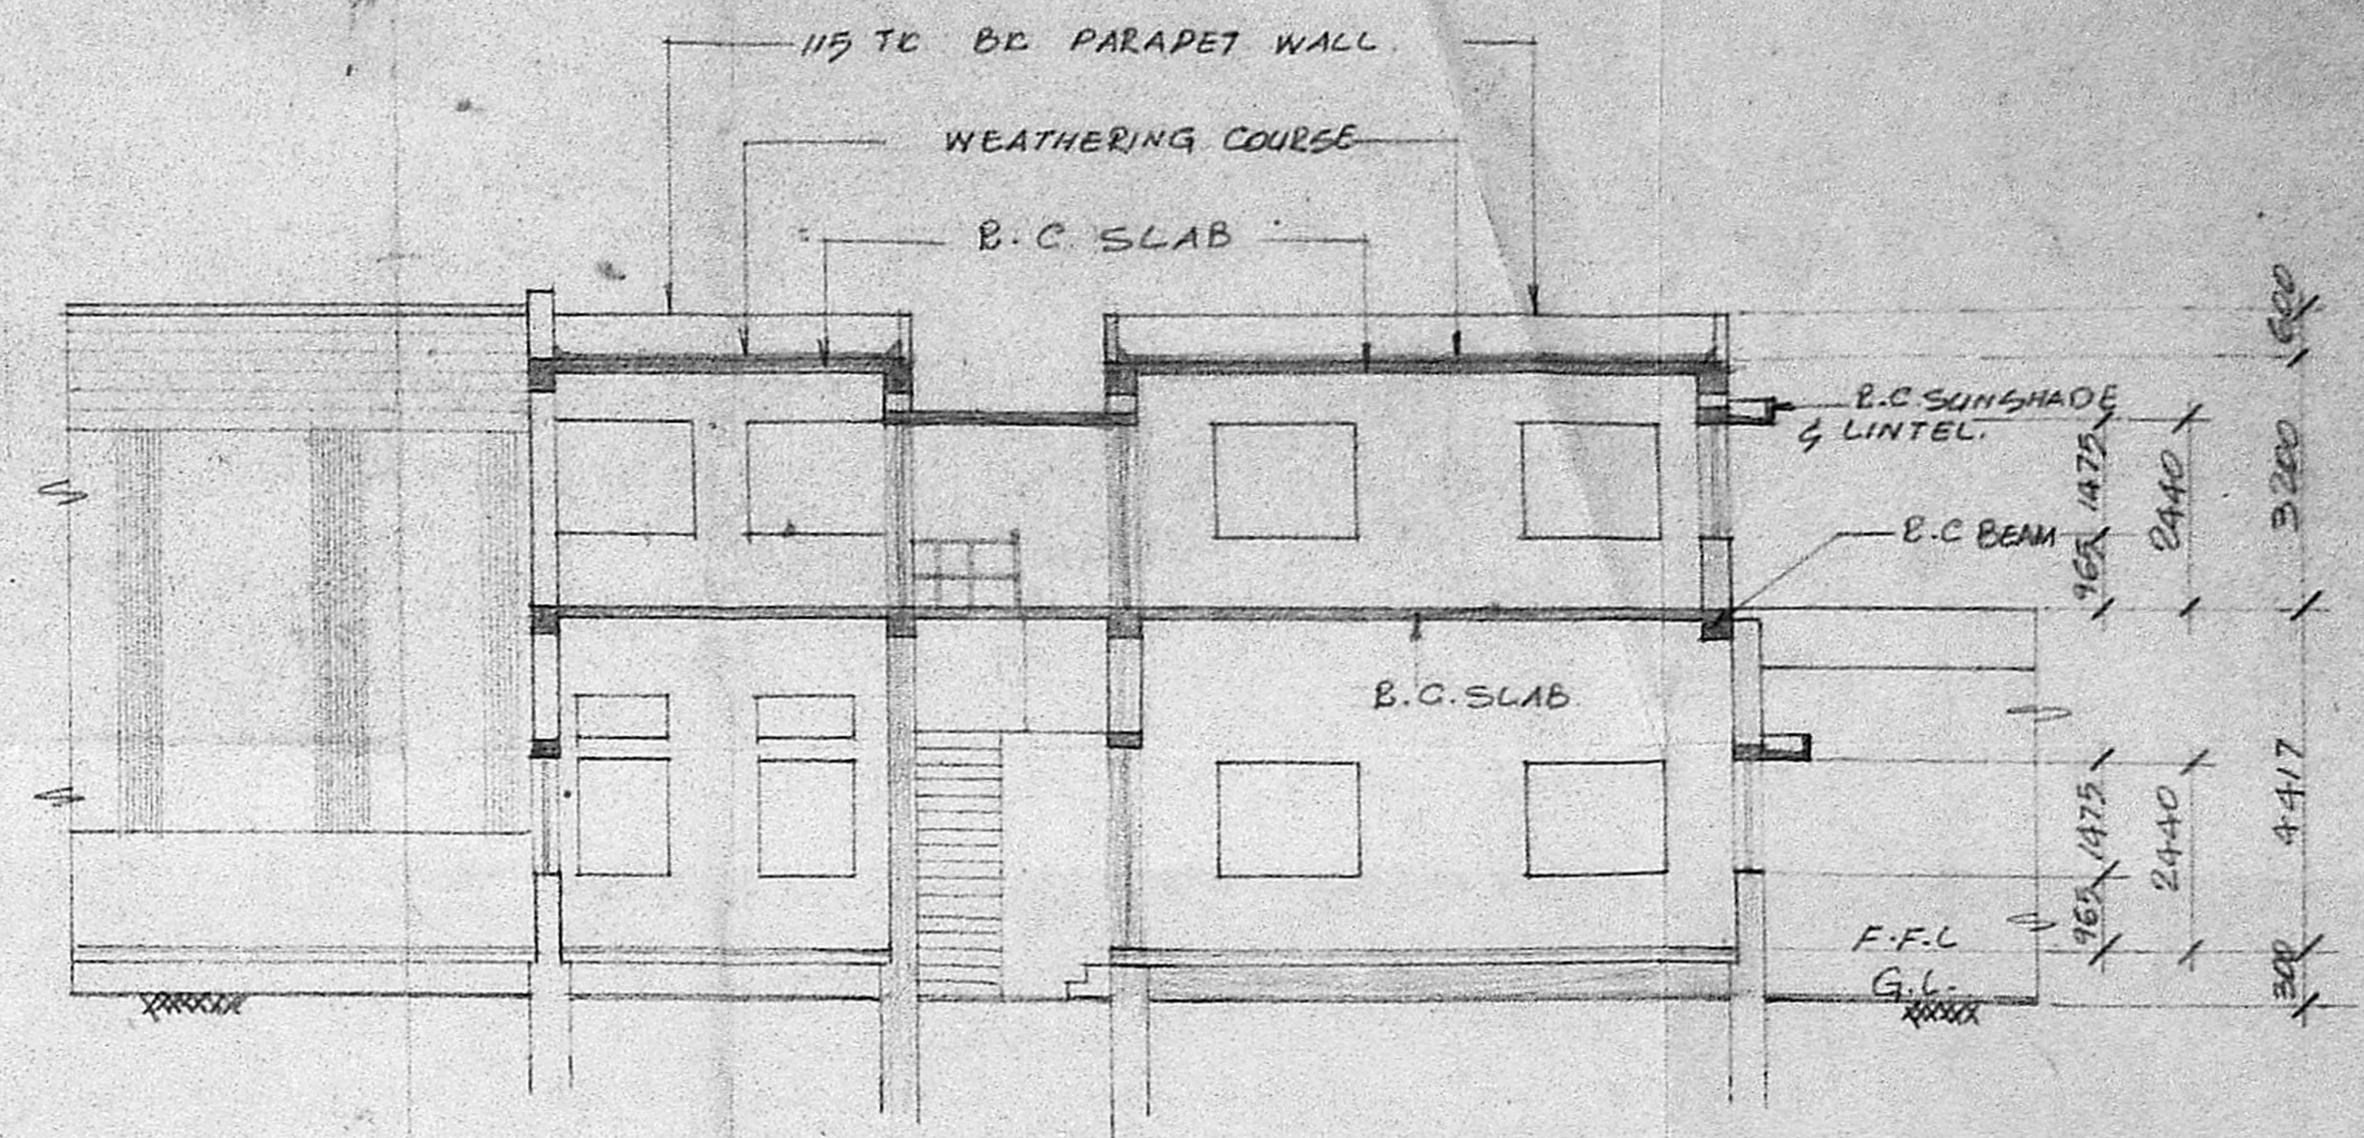 115 TK BK PARAPET WALL
WEATHERING COURSE
R.C SLAB
600
R.C. SUNSHADE
& LINTEL.
1475
2440
3200
R.C BEAM
965
R.C. SLAB
1475
2440
4417
965
F.F.L
G.L.
300